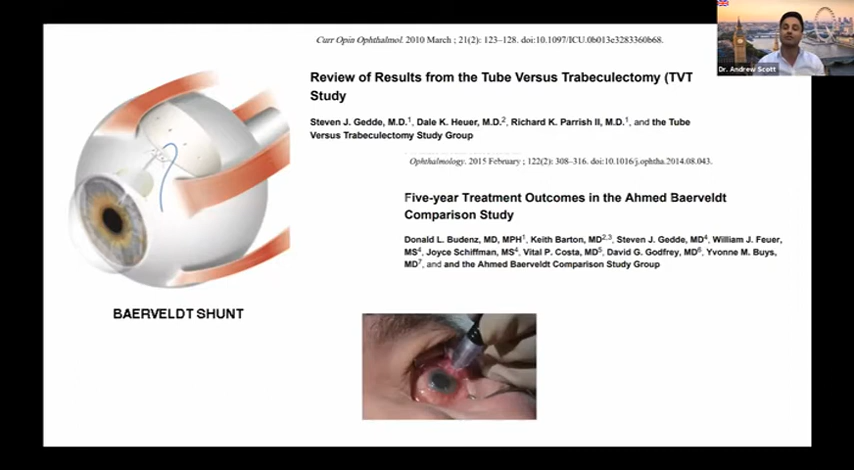 Curr Opin Ophthalmol. 2010 March ; 21(2): 123–128. doi:10.1097/ICU.0b013e3283360b68.
Review of Results from the Tube Versus Trabeculectomy (TVT
Study
Steven J. Gedde, M.D.1, Dale K. Heuer, M.D.2, Richard K. Parrish II, M.D.1, and the Tube
Versus Trabeculectomy Study Group
Ophthalmology. 2015 February ; 122(2): 308–316. doi:10.1016/j.ophtha.2014.08.043.
Five-year Treatment Outcomes in the Ahmed Baerveldt
Comparison Study
Donald L. Budenz, MD, MPH1, Keith Barton, MD2,3, Steven J. Gedde, MD4, William J. Feuer,
MS4, Joyce Schiffman, MS4, Vital P. Costa, MD5, David G. Godfrey, MD6, Yvonne M. Buys,
MD7, and and the Ahmed Baerveldt Comparison Study Group
BAERVELDT SHUNT
Dr. Andrew Scott